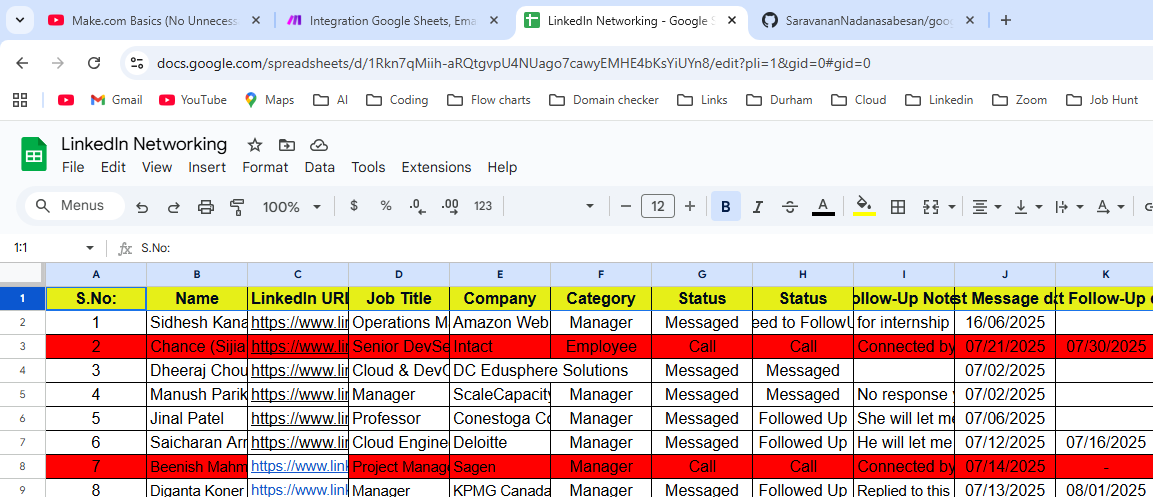 Make.com Basics (No Unnecess
Integration Google Sheets, Ema
LinkedIn Networking - Google S
SaravananNadanasabesan/goo
docs.google.com/spreadsheets/d/1Rkn7qMiih-aRQtgvpU4NUago7cawyEMHE4bKsYiUYn8/edit?pli=1&gid=0#gid=0
Gmail YouTube Maps AI Coding Flow charts Domain checker Links Durham Cloud Linkedin Zoom Job Hunt
LinkedIn Networking
File Edit View Insert Format Data Tools Extensions Help
Menus 100% $ % .0 .00 123 12 B I A
1:1 S.No:
A B C D E F G H I J K
1 S.No: Name LinkedIn URL Job Title Company Category Status Status ollow-Up Note st Message da t Follow-Up
2 1 Sidhesh Kana https://www.lin Operations M Amazon Web Manager Messaged eed to FollowU for internship 16/06/2025
3 2 Chance (Sijia https://www.lin Senior DevSe Intact Employee Call Call Connected by 07/21/2025 07/30/2025
4 3 Dheeraj Chou https://www.lin Cloud & DevO DC Edusphere Solutions Messaged Messaged 07/02/2025
5 4 Manush Parik https://www.lin Manager ScaleCapacity Manager Messaged Messaged No response 07/02/2025
6 5 Jinal Patel https://www.lin Professor Conestoga Co Manager Messaged Followed Up She will let me 07/06/2025
7 6 Saicharan Arr https://www.lin Cloud Engine Deloitte Manager Messaged Followed Up He will let me 07/12/2025 07/16/2025
8 7 Beenish Mahm https://www.link Project Manage Sagen Manager Call Call Connected by 07/14/2025 -
9 8 Diganta Koner https://www.link Manager KPMG Canada Manager Messaged Followed Up Replied to this 07/13/2025 08/01/2025